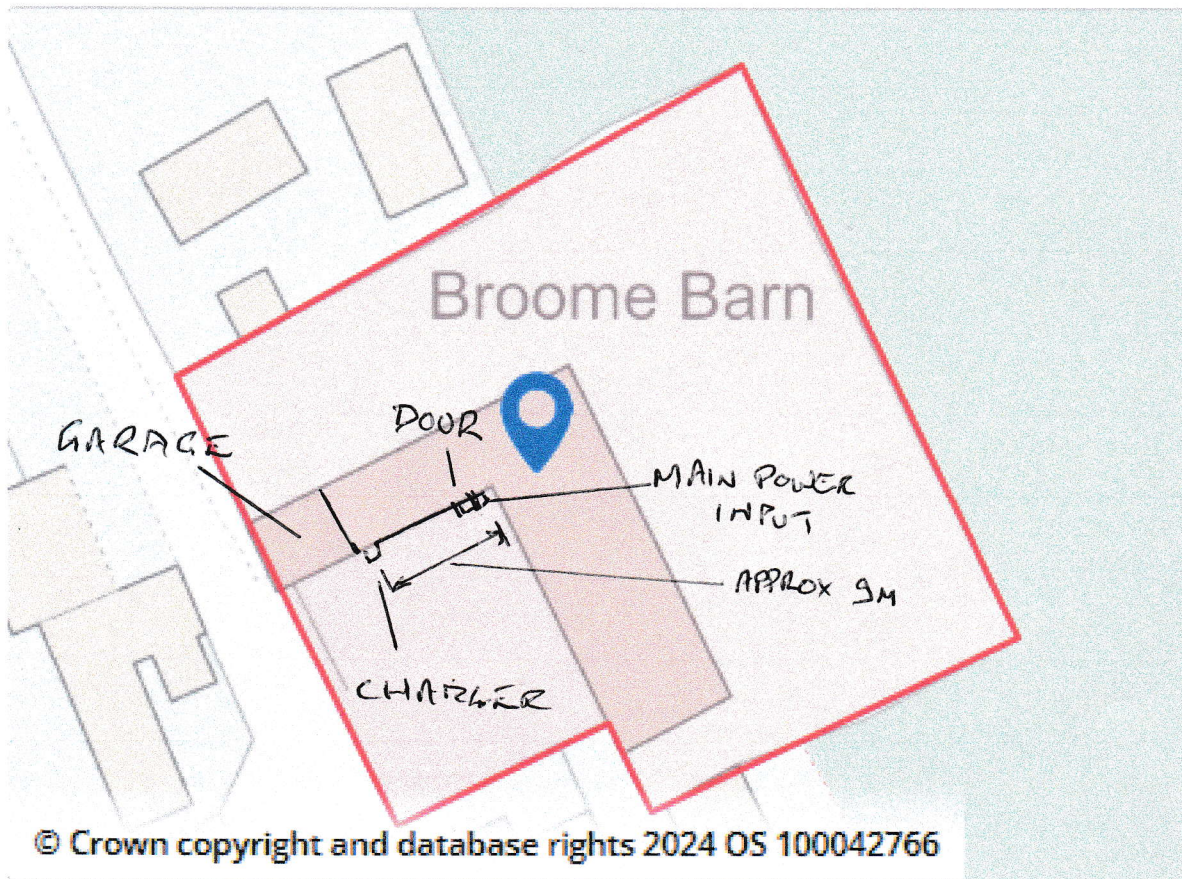 Broome Barn
DOOR
GARAGE
MAIN POWER
INPUT
APPROX 9M
CHARGER
© Crown copyright and database rights 2024 OS 100042766